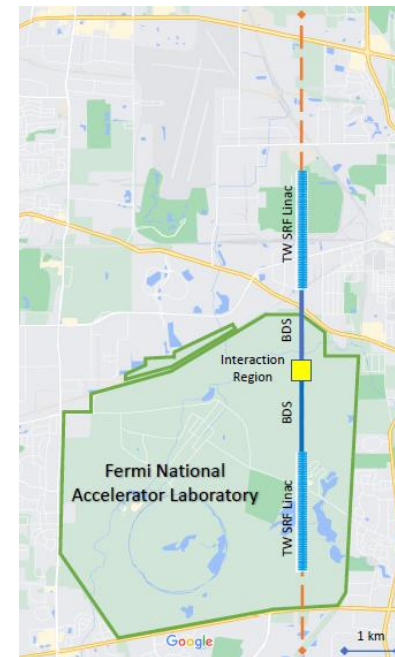 TW SRF Linac
BDS
Interaction
Region
BDS
Fermi National
Accelerator Laboratory
TW SRF Linac
Google
1 km